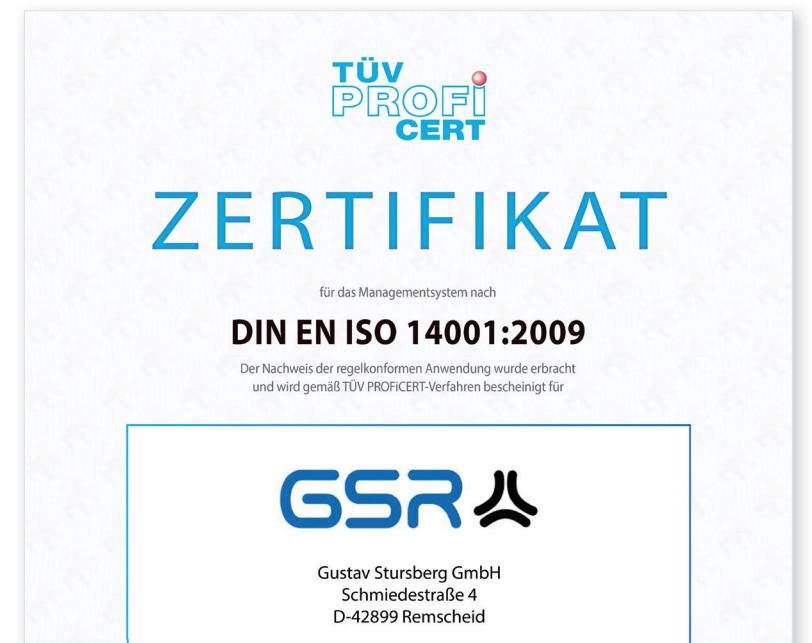 TÜV
PROFi
CERT
ZERTIFIKAT
für das Managementsystem nach
DIN EN ISO 14001:2009
Der Nachweis der regelkonformen Anwendung wurde erbracht
und wird gemäß TÜV PROFiCERT-Verfahren bescheinigt für
GSR
Gustav Stursberg GmbH
Schmiedestraße 4
D-42899 Remscheid